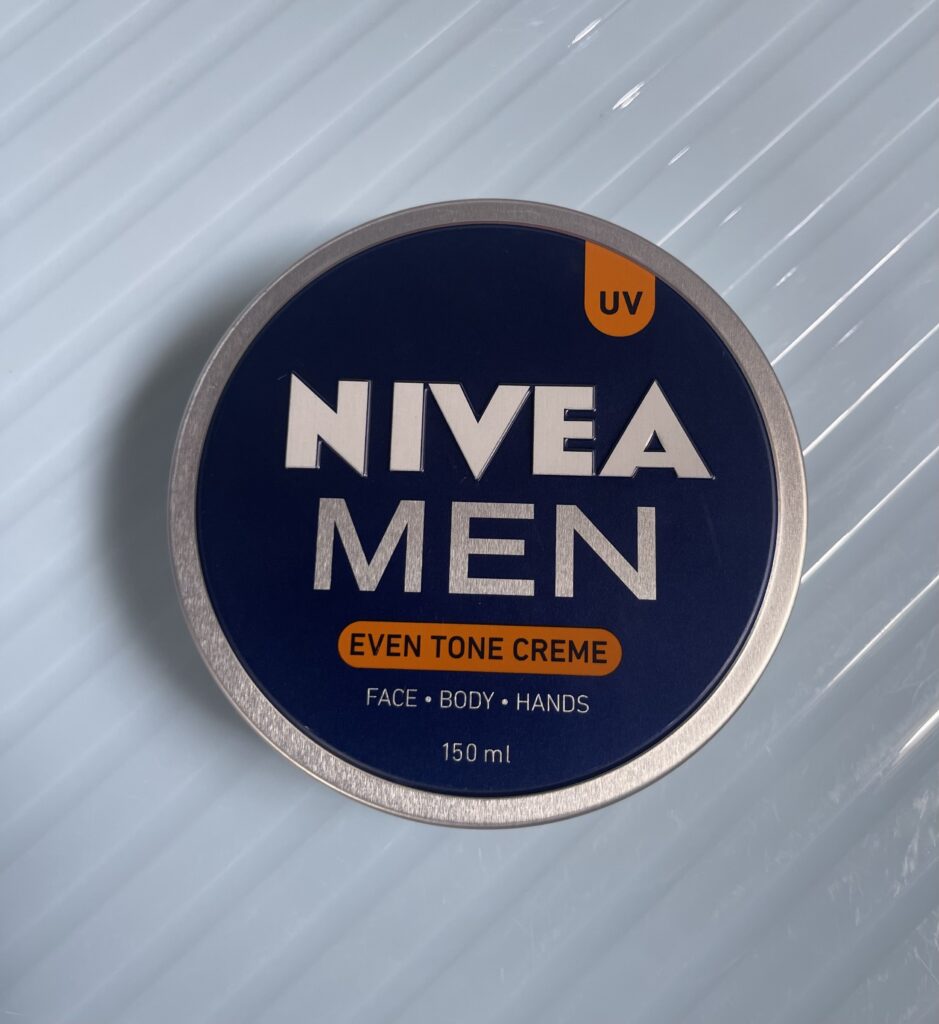 UV
NIVEA
MEN
EVEN TONE CREME
FACE • BODY • HANDS
150 ml